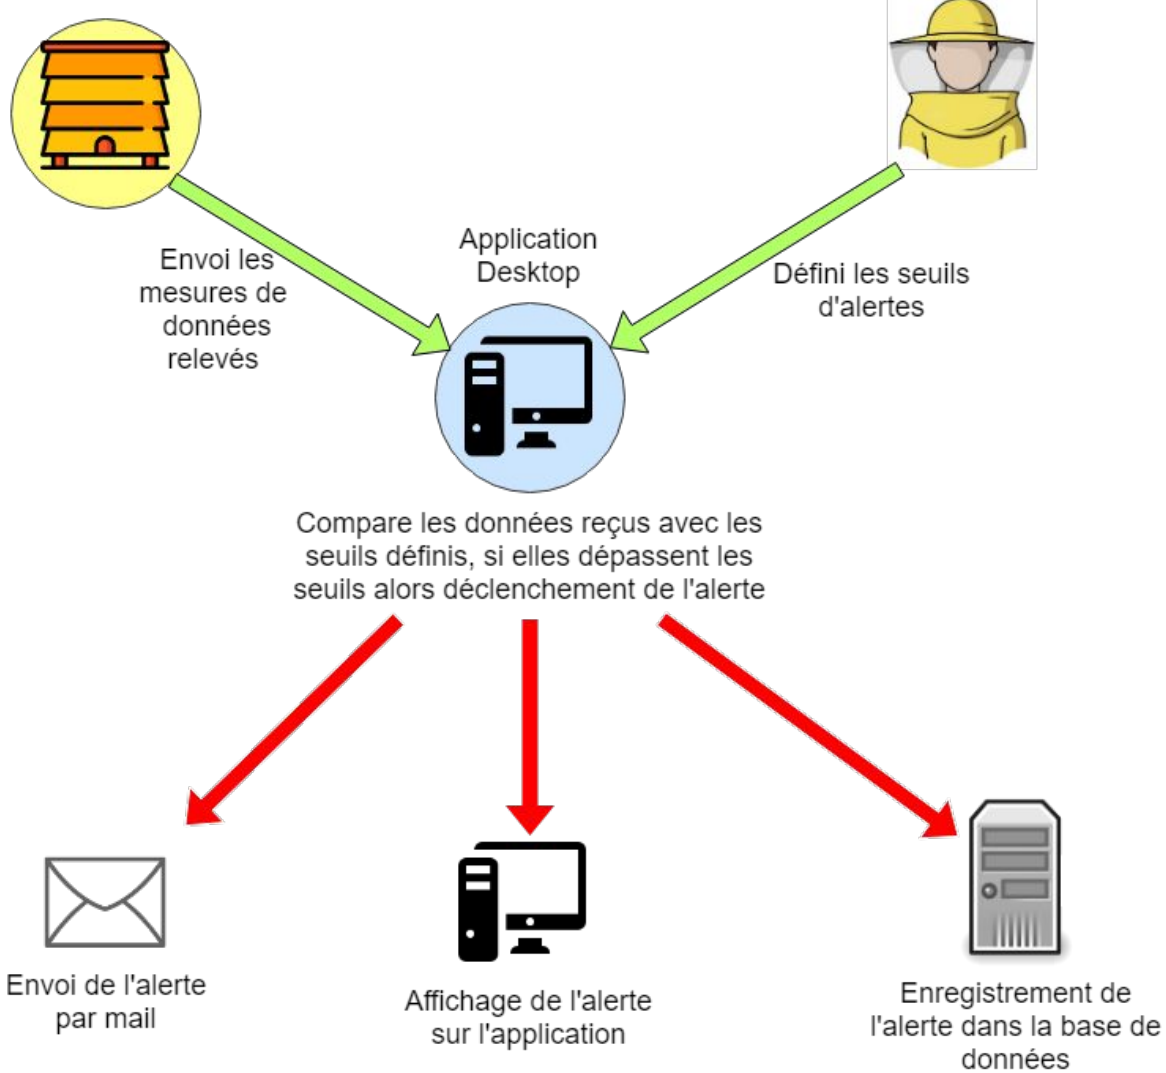 Envoi les
mesures de
données
relevés
Application
Desktop
Défini les seuils
d'alertes
Compare les données reçus avec les
seuils définis, si elles dépassent les
seuils alors déclenchement de l'alerte
Envoi de l'alerte
par mail
Affichage de l'alerte
sur l'application
Enregistrement de
l'alerte dans la base de
données